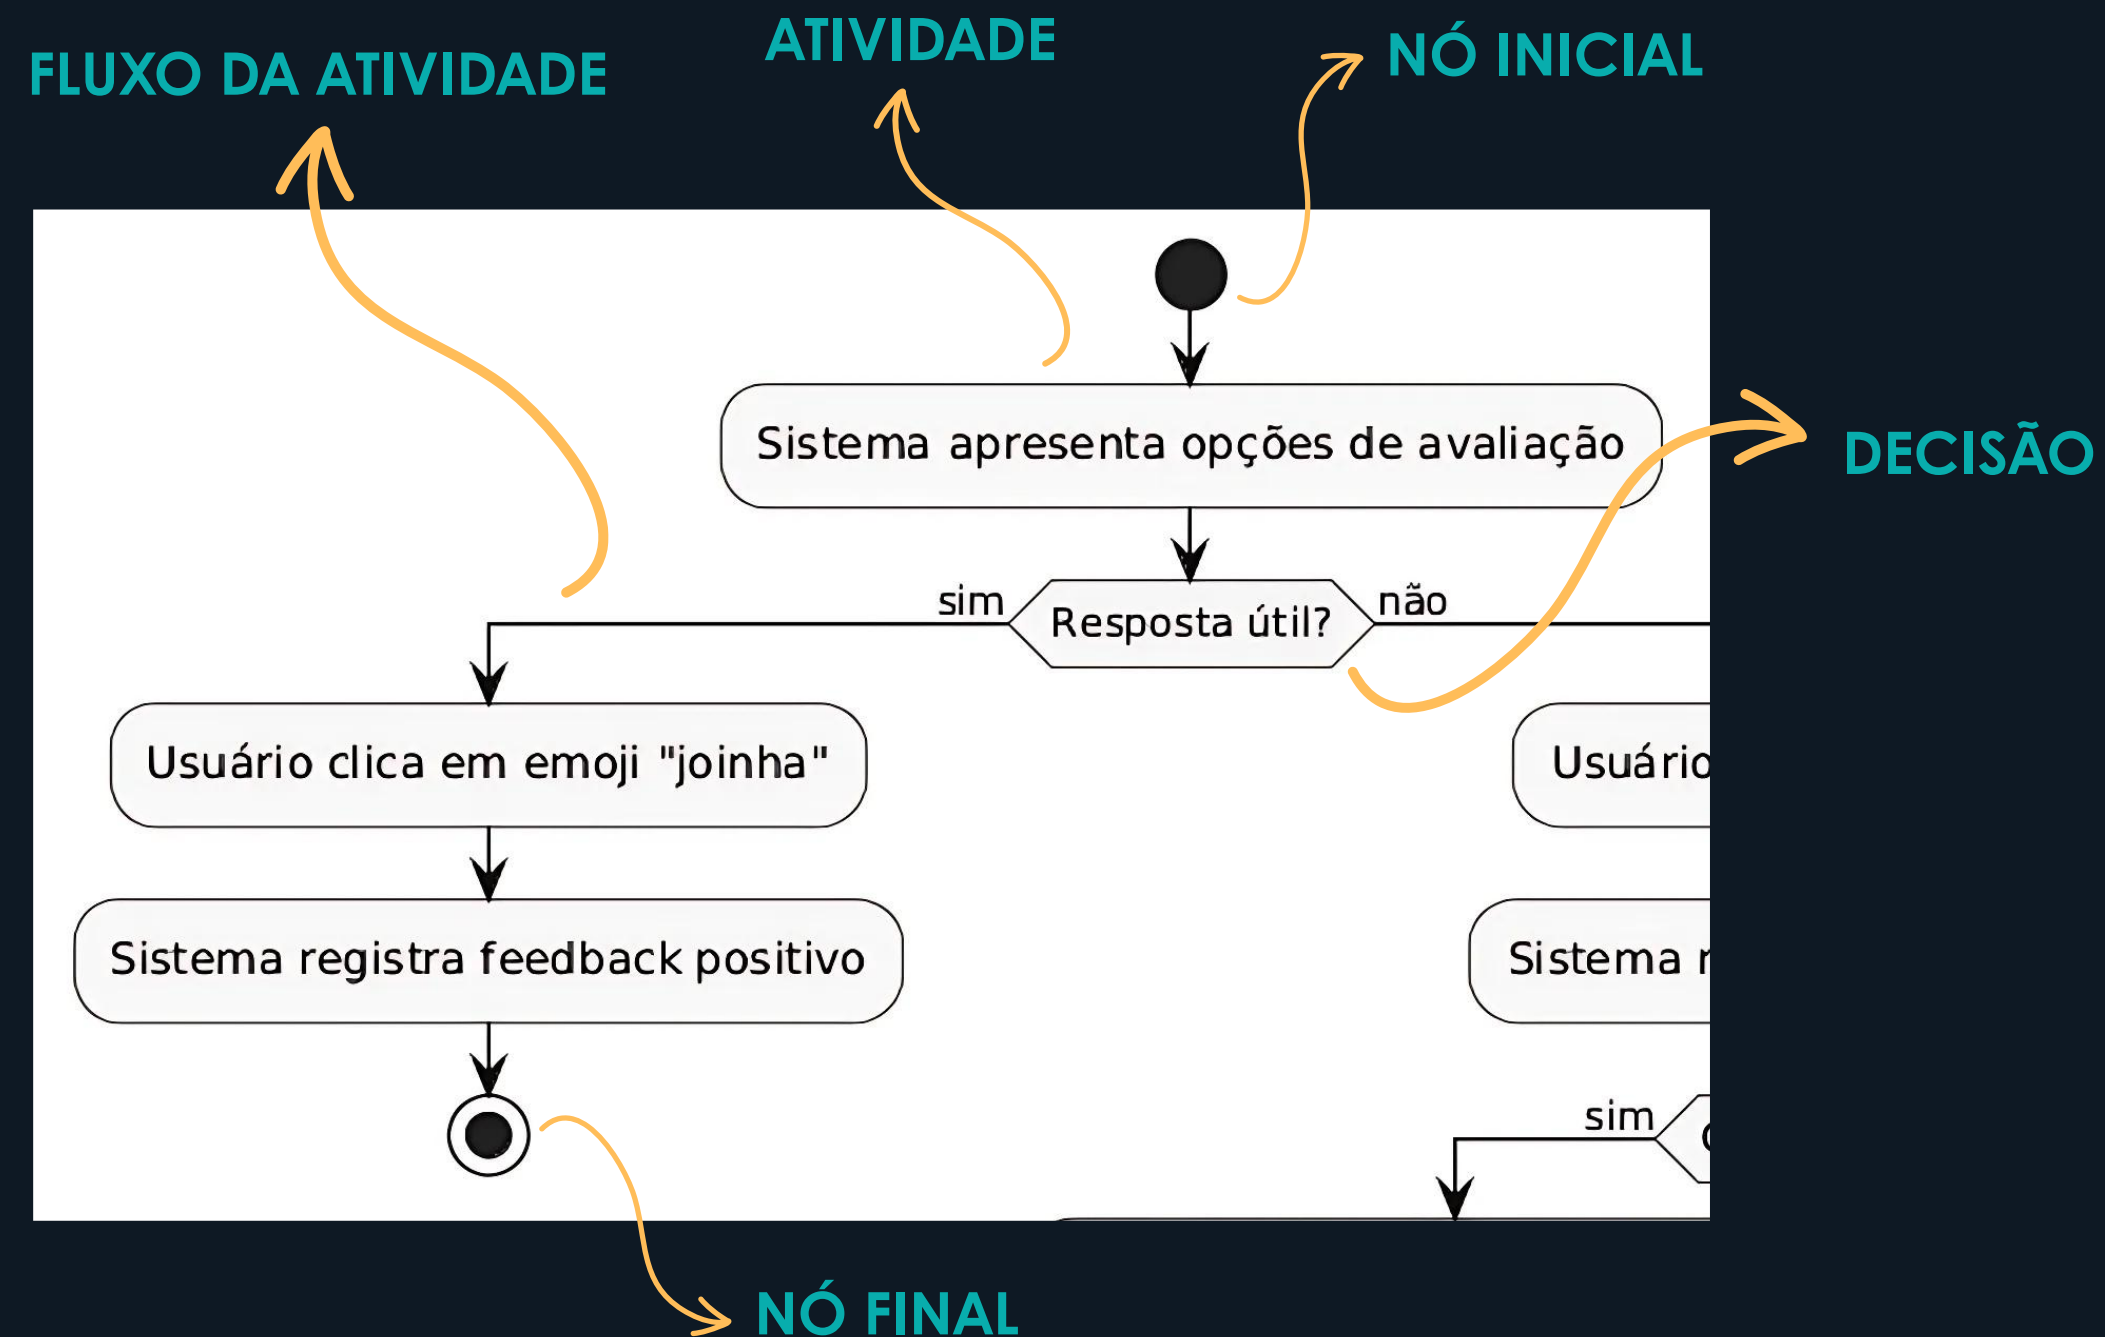 ATIVIDADE
NÓ INICIAL
FLUXO DA ATIVIDADE
Sistema apresenta opções de avaliação
DECISÃO
sim
Resposta útil?
não
Usuário clica em emoji "joinha"
Usuário
Sistema registra feedback positivo
Sistema
sim
NÓ FINAL